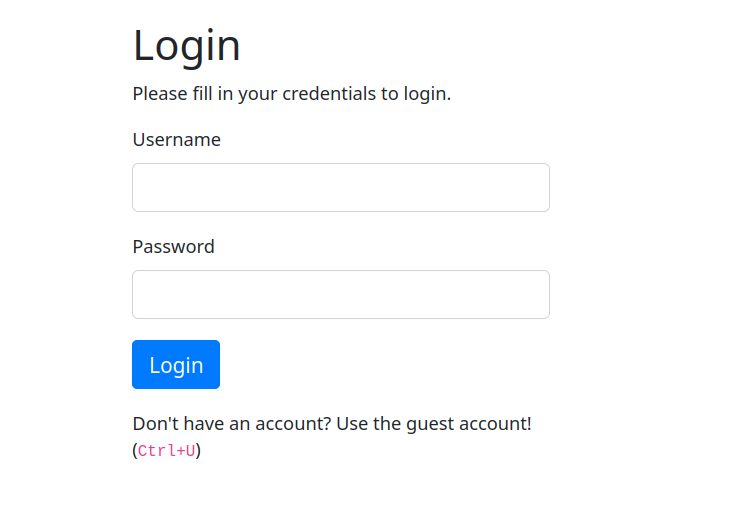 Login
Please fill in your credentials to login.
Username
Password
Login
Don't have an account? Use the guest account!
(Ctrl+U)